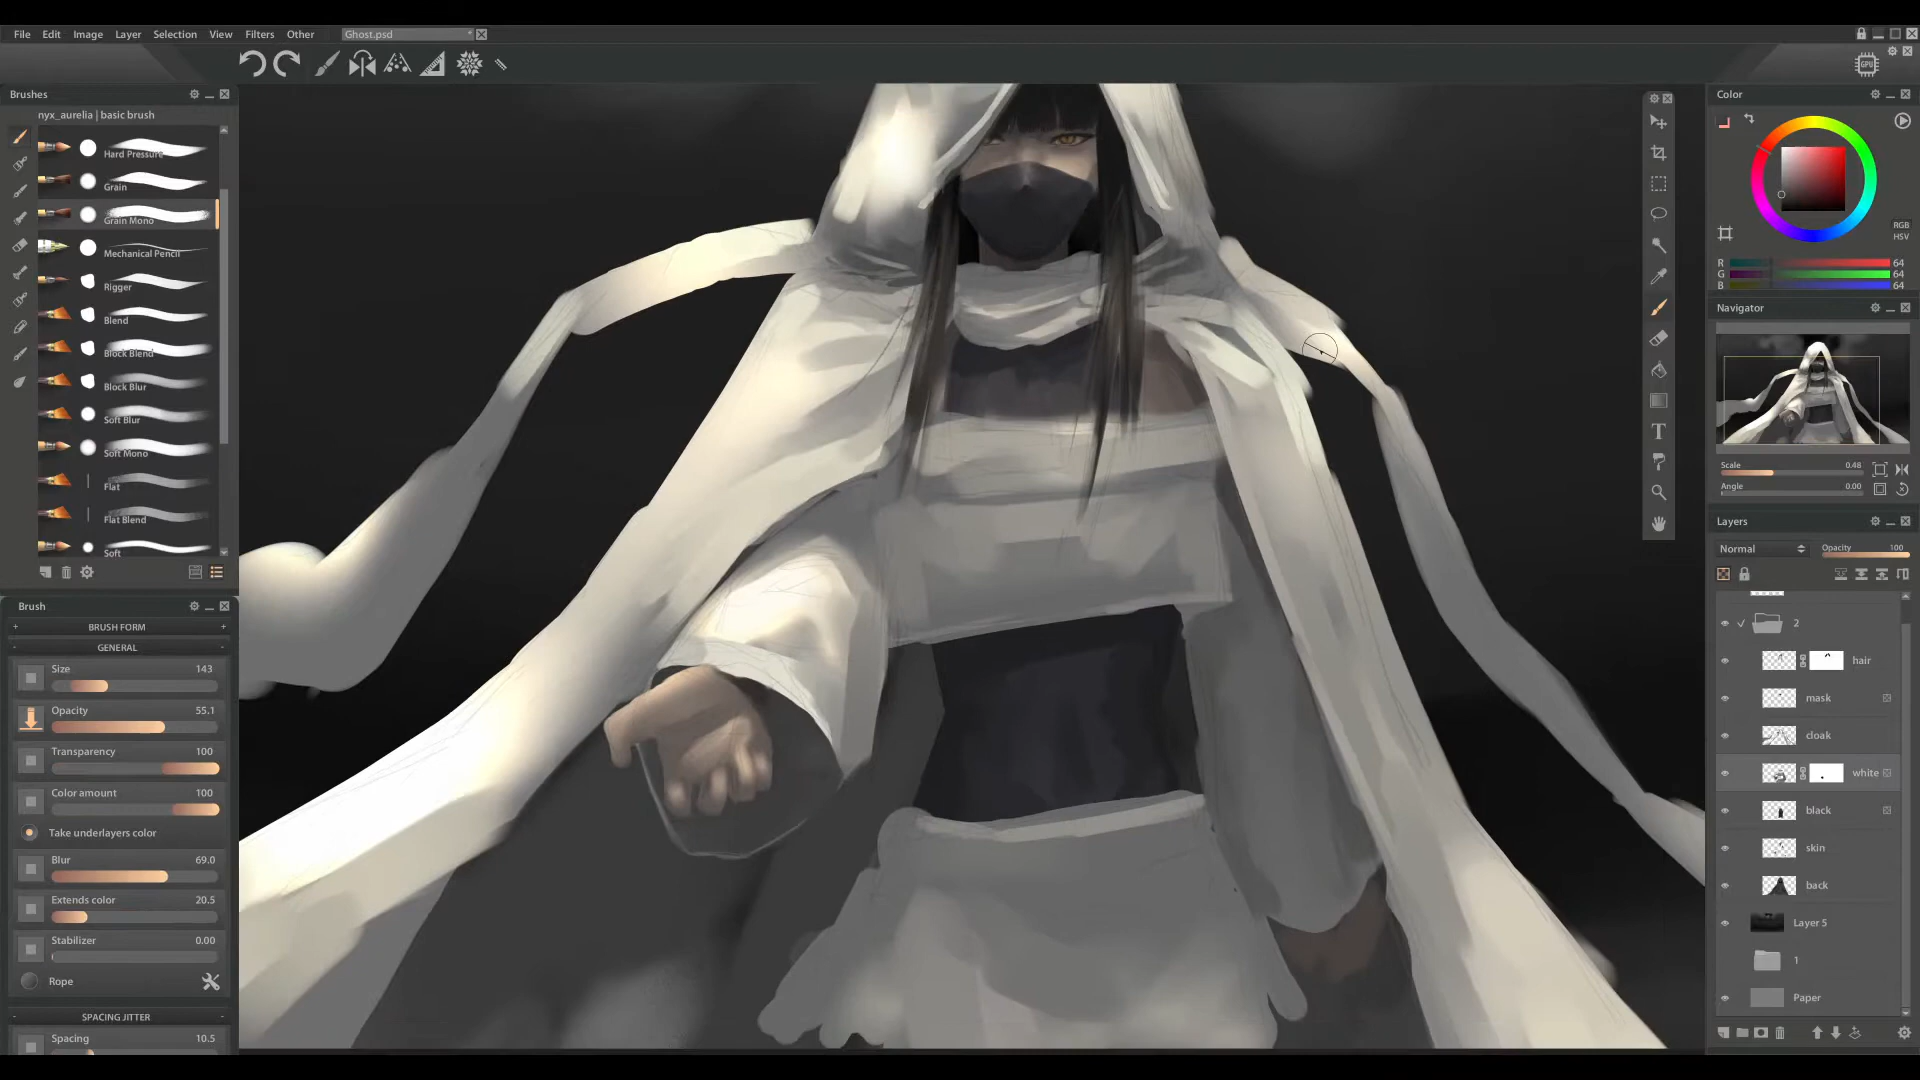 File Edit Image Layer Selection View Filters Other Ghost.psd *
GPU
Brushes
nyx_aurelia | basic brush
Hard Pressure
Grain
Grain Mono
Mechanical Pencil
Rigger
Blend
Block Blend
Block Blur
Soft Blur
Soft Mono
Flat
Flat Blend
Soft
Brush
+ BRUSH FORM +
- GENERAL -
Size 143
Opacity 55.1
Transparency 100
Color amount 100
Take underlayers color
Blur 69.0
Extends color 20.5
Stabilizer 0.00
Rope
- SPACING JITTER -
Spacing 10.5
T
Color
RGB
HSV
R 64
G 64
B 64
Navigator
Scale 0.48
Angle 0.00
Layers
Normal Opacity 100
2
hair
mask
cloak
white
black
skin
back
Layer 5
1
Paper